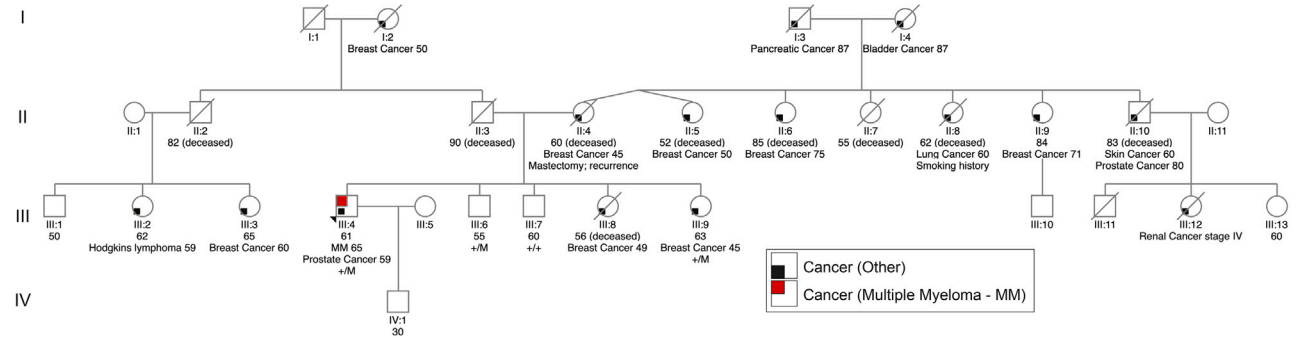 I
I:1
I:2
Breast Cancer 50
I:3
Pancreatic Cancer 87
I:4
Bladder Cancer 87
II
II:1
II:2
82 (deceased)
II:3
90 (deceased)
II:4
60 (deceased)
Breast Cancer 45
Mastectomy; recurrence
II:5
52 (deceased)
Breast Cancer 50
II:6
85 (deceased)
Breast Cancer 75
II:7
55 (deceased)
II:8
62 (deceased)
Lung Cancer 60
Smoking history
II:9
84
Breast Cancer 71
II:10
83 (deceased)
Skin Cancer 60
Prostate Cancer 80
II:11
III
III:1
50
III:2
62
Hodgkins lymphoma 59
III:3
65
Breast Cancer 60
III:4
61
MM 65
Prostate Cancer 59
+/M
III:5
III:6
55
+/M
III:7
60
+/+
III:8
56 (deceased)
Breast Cancer 49
III:9
63
Breast Cancer 45
+/M
III:10
III:11
III:12
Renal Cancer stage IV
III:13
60
Cancer (Other)
Cancer (Multiple Myeloma - MM)
IV
IV:1
30